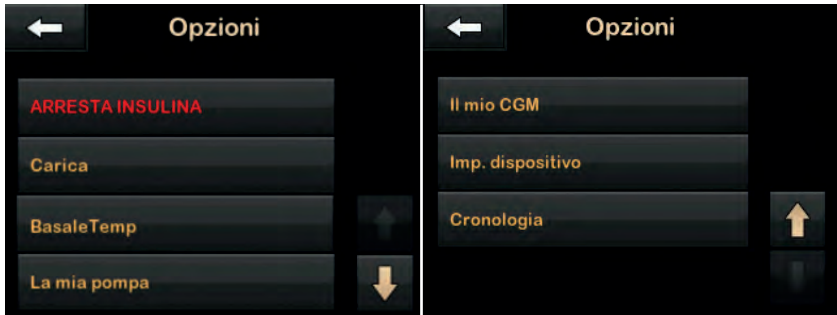 Opzioni
ARRESTA INSULINA
Carica
BasaleTemp
La mia pompa
Opzioni
Il mio CGM
Imp. dispositivo
Cronologia